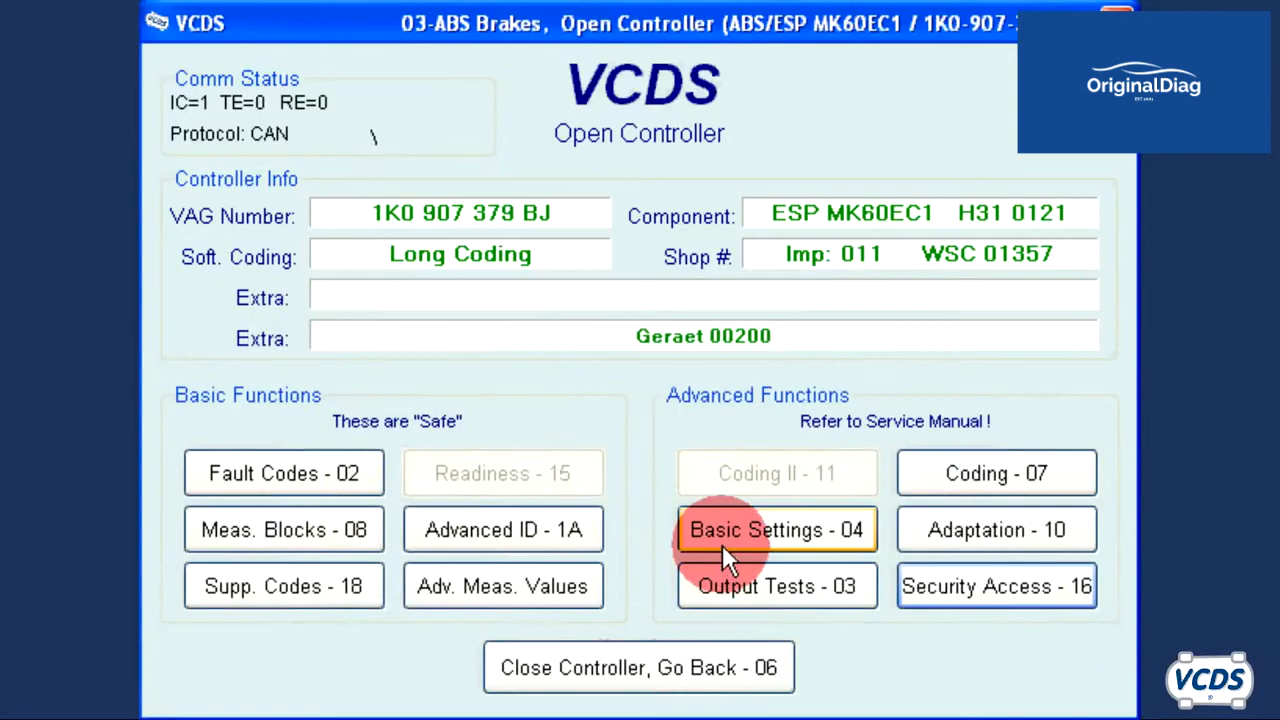 VCDS 03-ABS Brakes, Open Controller (ABS/ESP MK60EC1 / 1K0-907-
OriginalDiag
Comm Status
IC=1 TE=0 RE=0
Protocol: CAN \
VCDS
Open Controller
Controller Info
VAG Number: 1K0 907 379 BJ Component: ESP MK60EC1 H31 0121
Soft. Coding: Long Coding Shop #: Imp: 011 WSC 01357
Extra:
Extra: Geraet 00200
Basic Functions
These are "Safe"
Fault Codes - 02 Readiness - 15
Meas. Blocks - 08 Advanced ID - 1A
Supp. Codes - 18 Adv. Meas. Values
Advanced Functions
Refer to Service Manual !
Coding II - 11 Coding - 07
Basic Settings - 04 Adaptation - 10
Output Tests - 03 Security Access - 16
Close Controller, Go Back - 06
VCDS